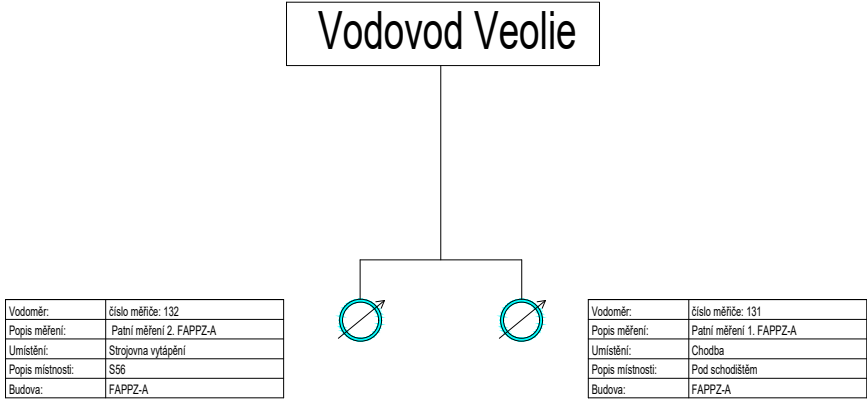 Vodovod Veolie
Vodoměr: číslo měřiče: 132
Popis měření: Patní měření 2. FAPPZ-A
Umístění: Strojovna vytápění
Popis místnosti: S56
Budova: FAPPZ-A
Vodoměr: číslo měřiče: 131
Popis měření: Patní měření 1. FAPPZ-A
Umístění: Chodba
Popis místnosti: Pod schodištěm
Budova: FAPPZ-A